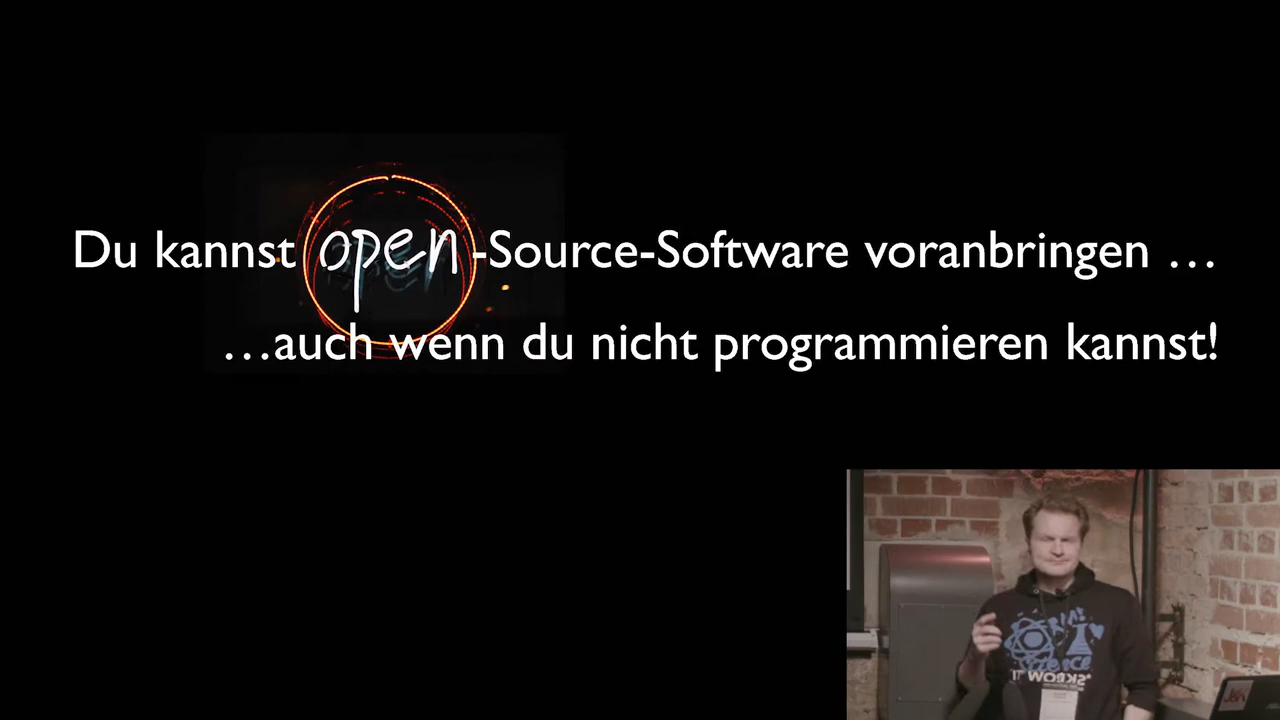 Du kannst open-Source-Software voranbringen …
…auch wenn du nicht programmieren kannst!